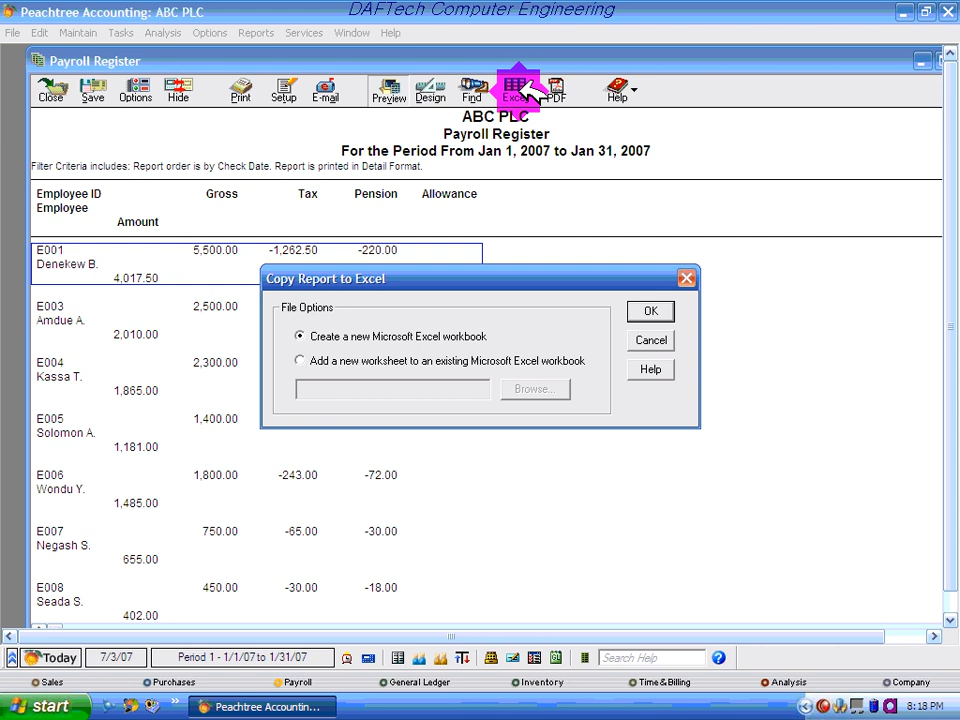 Peachtree Accounting: ABC PLC
DAFTech Computer Engineering
File Edit Maintain Tasks Analysis Options Reports Services Window Help
Payroll Register
Close Save Options Hide Print Setup E-mail Preview Design Find Excel PDF Help
ABC PLC
Payroll Register
For the Period From Jan 1, 2007 to Jan 31, 2007
Filter Criteria includes: Report order is by Check Date. Report is printed in Detail Format.
Employee ID Gross Tax Pension Allowance
Employee
Amount
E001 5,500.00 -1,262.50 -220.00
Denekew B.
4,017.50
Copy Report to Excel
File Options
Create a new Microsoft Excel workbook
Add a new worksheet to an existing Microsoft Excel workbook
Browse...
OK
Cancel
Help
E003 2,500.00
Amdue A.
2,010.00
E004 2,300.00
Kassa T.
1,865.00
E005 1,400.00
Solomon A.
1,181.00
E006 1,800.00 -243.00 -72.00
Wondu Y.
1,485.00
E007 750.00 -65.00 -30.00
Negash S.
655.00
E008 450.00 -30.00 -18.00
Seada S.
402.00
Today 7/3/07 Period 1 - 1/1/07 to 1/31/07 Search Help
Sales Purchases Payroll General Ledger Inventory Time & Billing Analysis Company
start Peachtree Accountin... 8:18 PM